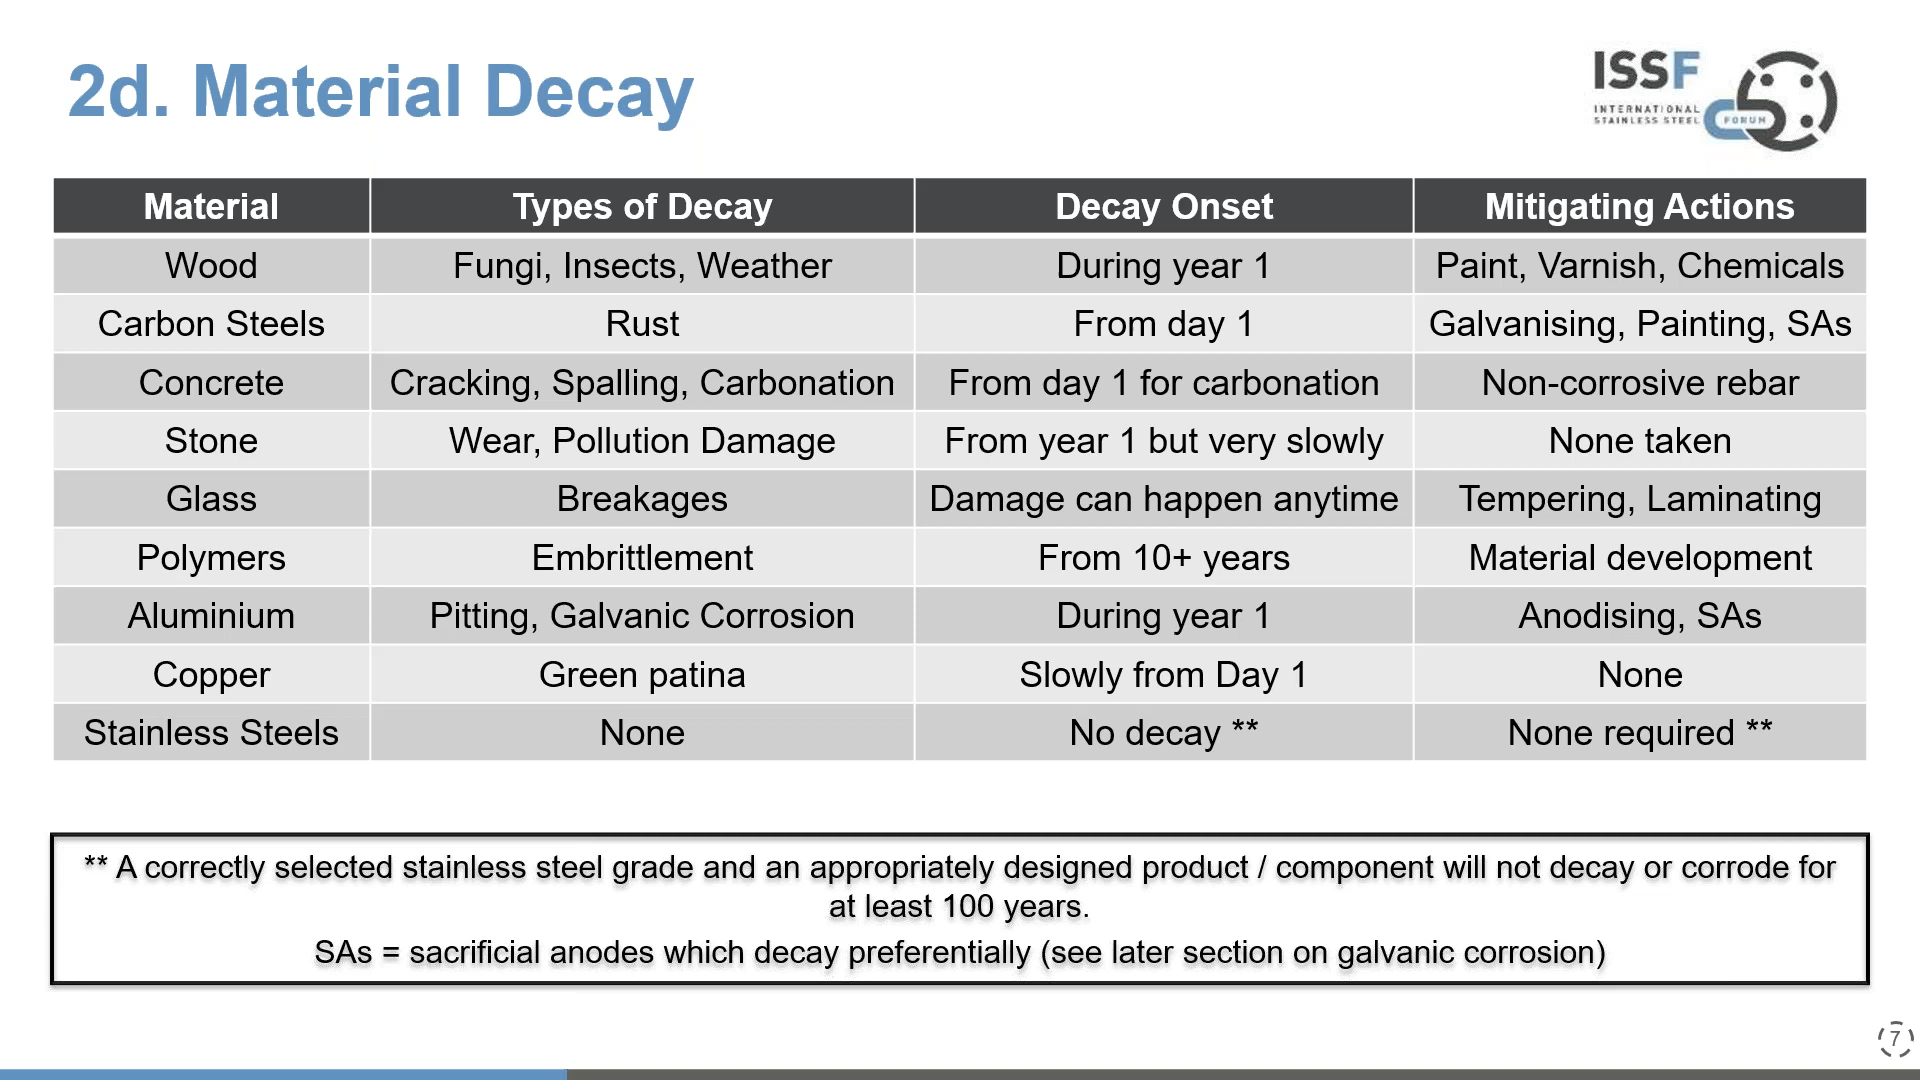 2d. Material Decay
ISSF
INTERNATIONAL
STAINLESS STEEL
FORUM
Material Types of Decay Decay Onset Mitigating Actions
Wood Fungi, Insects, Weather During year 1 Paint, Varnish, Chemicals
Carbon Steels Rust From day 1 Galvanising, Painting, SAs
Concrete Cracking, Spalling, Carbonation From day 1 for carbonation Non-corrosive rebar
Stone Wear, Pollution Damage From year 1 but very slowly None taken
Glass Breakages Damage can happen anytime Tempering, Laminating
Polymers Embrittlement From 10+ years Material development
Aluminium Pitting, Galvanic Corrosion During year 1 Anodising, SAs
Copper Green patina Slowly from Day 1 None
Stainless Steels None No decay ** None required **
** A correctly selected stainless steel grade and an appropriately designed product / component will not decay or corrode for
at least 100 years.
SAs = sacrificial anodes which decay preferentially (see later section on galvanic corrosion)
7